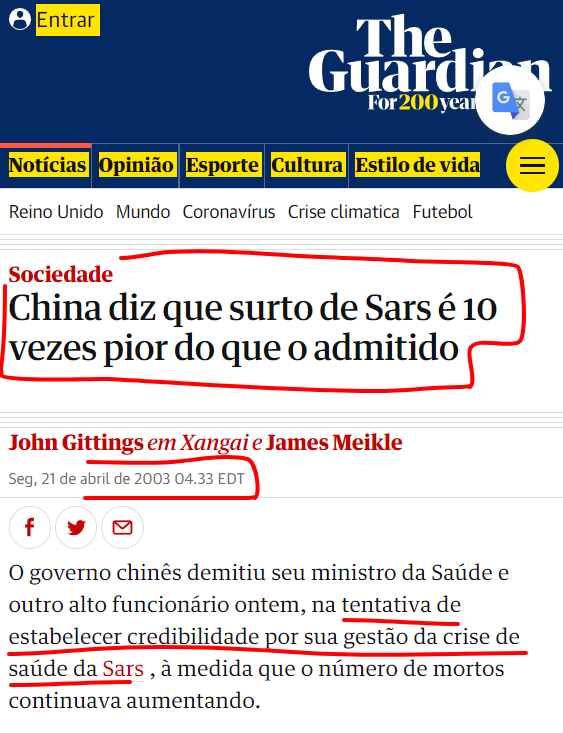 Entrar
The
Guardian
For 200 year
G 文
Notícias Opinião Esporte Cultura Estilo de vida
Reino Unido Mundo Coronavírus Crise climatica Futebol
Sociedade
China diz que surto de Sars é 10
vezes pior do que o admitido
John Gittings em Xangai e James Meikle
Seg, 21 de abril de 2003 04.33 EDT
O governo chinês demitiu seu ministro da Saúde e
outro alto funcionário ontem, na tentativa de
estabelecer credibilidade por sua gestão da crise de
saúde da Sars , à medida que o número de mortos
continuava aumentando.